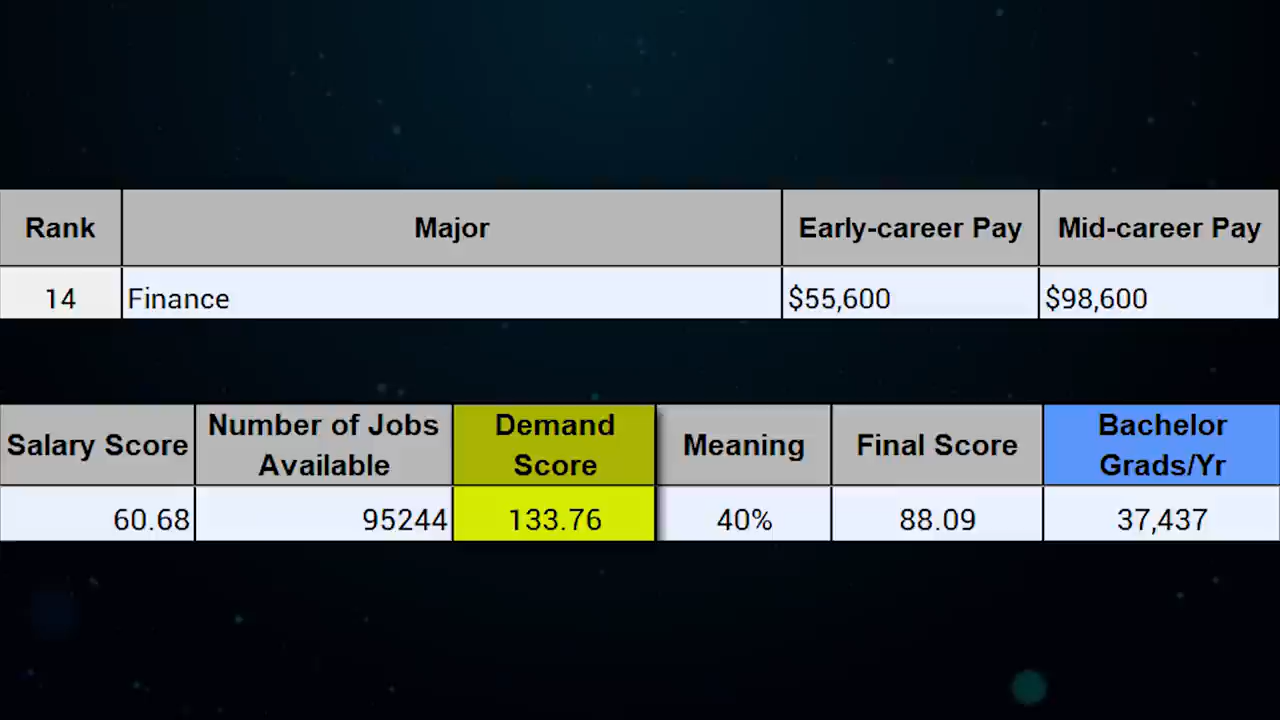 Rank Major Early-career Pay Mid-career Pay
14 Finance $55,600 $98,600
Salary Score Number of Jobs Available Demand Score Meaning Final Score Bachelor Grads/Yr
60.68 95244 133.76 40% 88.09 37,437